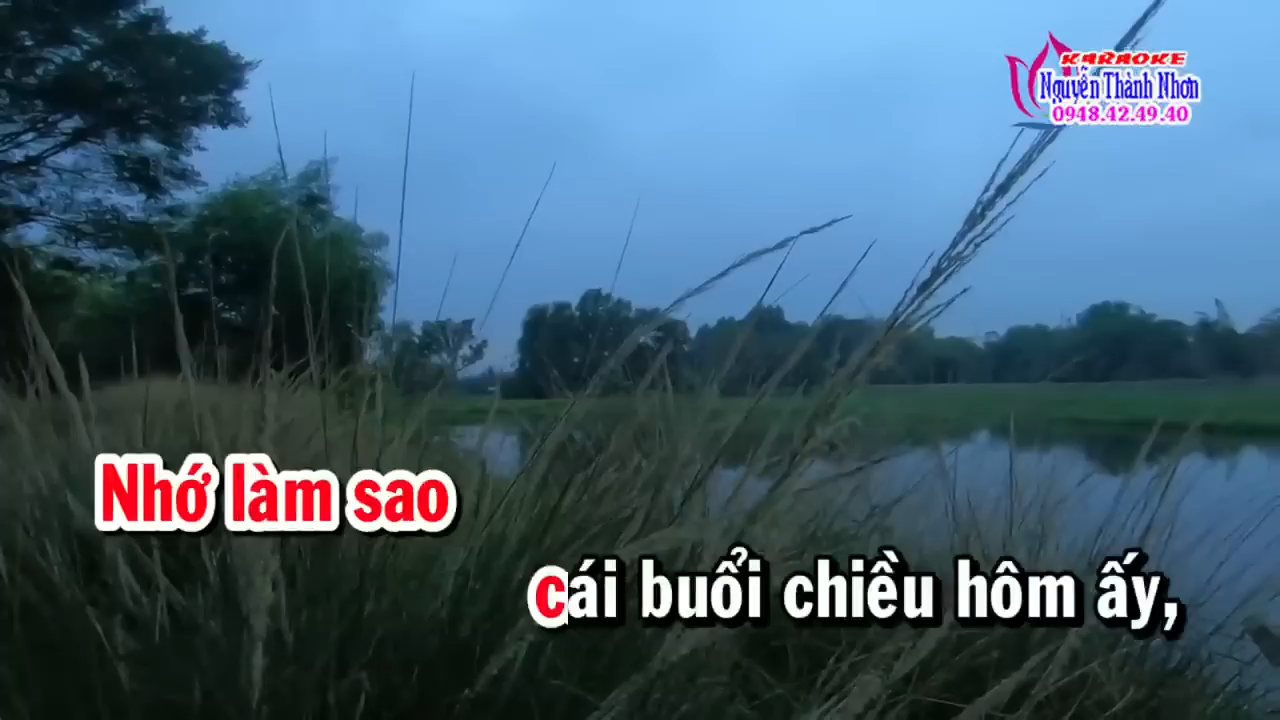 KARAOKE
Nguyễn Thành Nhơn
0948.42.49.40
Nhớ làm sao
cái buổi chiều hôm ấy,